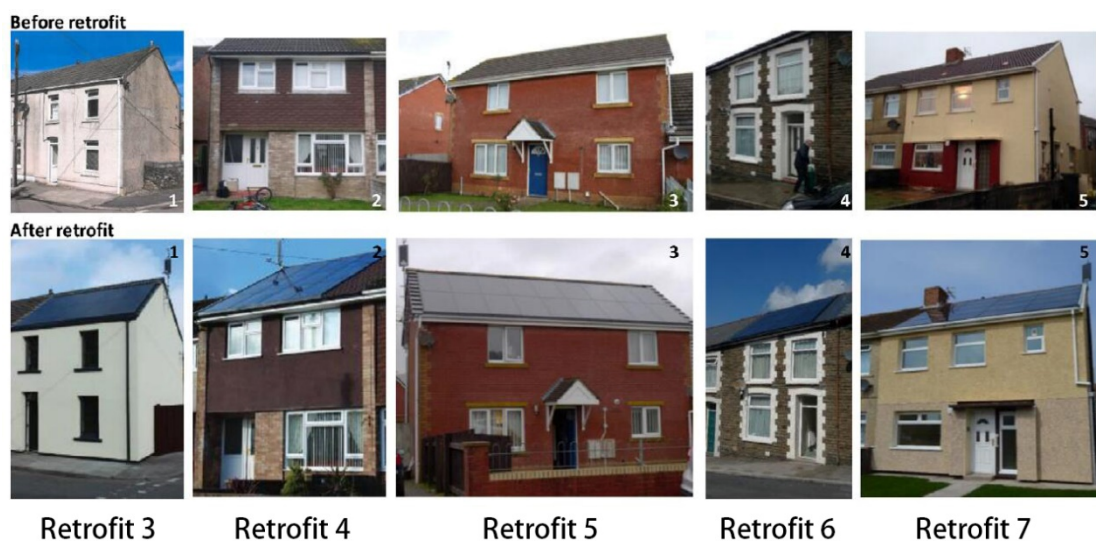 Before retrofit
1 2 3 4 5
After retrofit
1 2 3 4 5
Retrofit 3 Retrofit 4 Retrofit 5 Retrofit 6 Retrofit 7